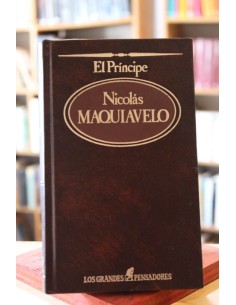 El Príncipe
Nicolás
MAQUIAVELO
LOS GRANDES PENSADORES